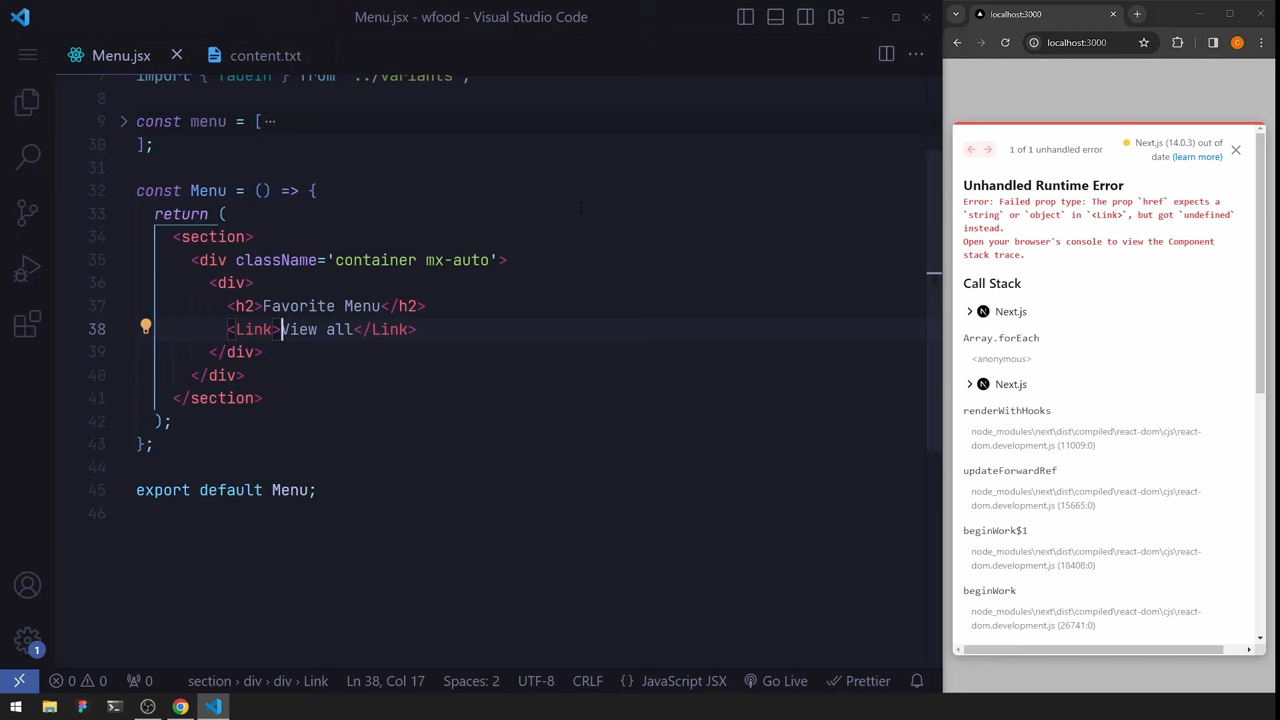 Menu.jsx - wfood - Visual Studio Code
Menu.jsx
content.txt
7 import { fadeIn } from '../variants';
8
9 const menu = [···
30 ];
31
32 const Menu = () => {
33 return (
34 <section>
35 <div className='container mx-auto'>
36 <div>
37 <h2>Favorite Menu</h2>
38 <Link>View all</Link>
39 </div>
40 </div>
41 </section>
42 );
43 };
44
45 export default Menu;
46
1
0 0 0 section › div › div › Link Ln 38, Col 17 Spaces: 2 UTF-8 CRLF {} JavaScript JSX Go Live Prettier
localhost:3000
localhost:3000
C
1 of 1 unhandled error
Next.js (14.0.3) out of
date (learn more)
Unhandled Runtime Error
Error: Failed prop type: The prop `href` expects a
`string` or `object` in `<Link>`, but got `undefined`
instead.
Open your browser's console to view the Component
stack trace.
Call Stack
N Next.js
Array.forEach
<anonymous>
N Next.js
renderWithHooks
node_modules\next\dist\compiled\react-dom\cjs\react-
dom.development.js (11009:0)
updateForwardRef
node_modules\next\dist\compiled\react-dom\cjs\react-
dom.development.js (15665:0)
beginWork$1
node_modules\next\dist\compiled\react-dom\cjs\react-
dom.development.js (18408:0)
beginWork
node_modules\next\dist\compiled\react-dom\cjs\react-
dom.development.js (26741:0)